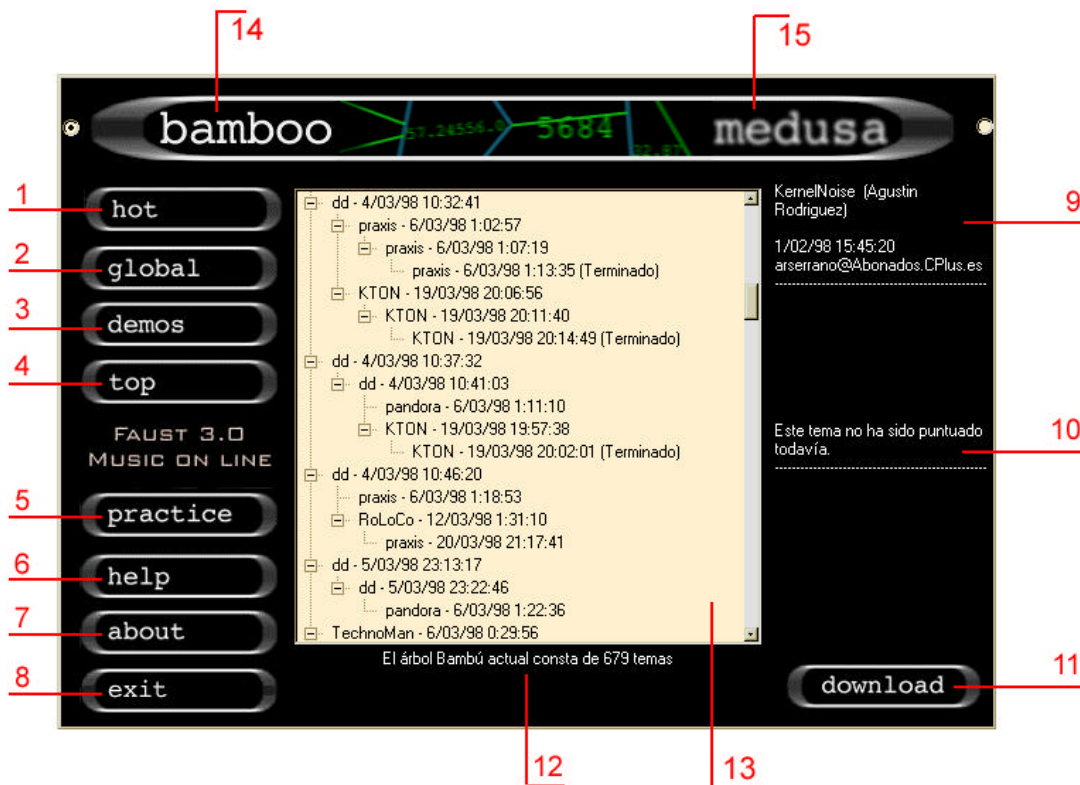 14
15
bamboo
57.24556.0
5684
32.87
medusa
1
hot
2
global
3
demos
4
top
FAUST 3.0
MUSIC ON LINE
5
practice
6
help
7
about
8
exit
dd - 4/03/98 10:32:41
praxis - 6/03/98 1:02:57
praxis - 6/03/98 1:07:19
praxis - 6/03/98 1:13:35 (Terminado)
KTON - 19/03/98 20:06:56
KTON - 19/03/98 20:11:40
KTON - 19/03/98 20:14:49 (Terminado)
dd - 4/03/98 10:37:32
dd - 4/03/98 10:41:03
pandora - 6/03/98 1:11:10
KTON - 19/03/98 19:57:38
KTON - 19/03/98 20:02:01 (Terminado)
dd - 4/03/98 10:46:20
praxis - 6/03/98 1:18:53
RoLoCo - 12/03/98 1:31:10
praxis - 20/03/98 21:17:41
dd - 5/03/98 23:13:17
dd - 5/03/98 23:22:46
pandora - 6/03/98 1:22:36
TechnoMan - 6/03/98 0:29:56
El árbol Bambú actual consta de 679 temas
12
13
KernelNoise (Agustin
Rodriguez)
1/02/98 15:45:20
arserrano@Abonados.CPlus.es
9
Este tema no ha sido puntuado
todavía.
10
download
11